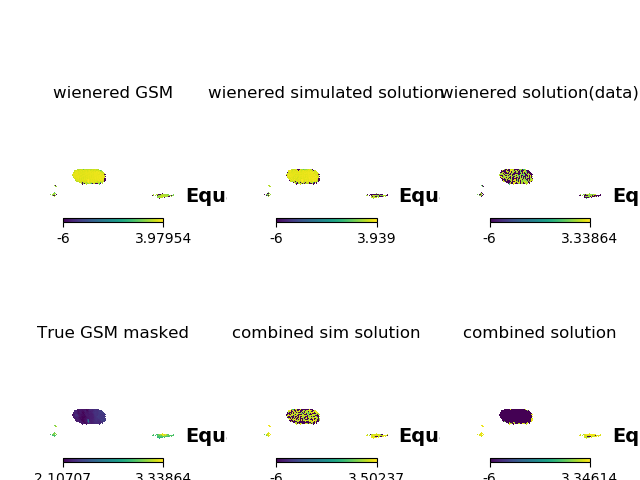 wienered GSM wienered simulated solution wienered solution(data)
Equ Equ Eq
-6 3.97954 -6 3.939 -6 3.33864
True GSM masked combined sim solution combined solution
Equ Equ Eq
2.10707 3.33864 -6 3.50237 -6 3.34614